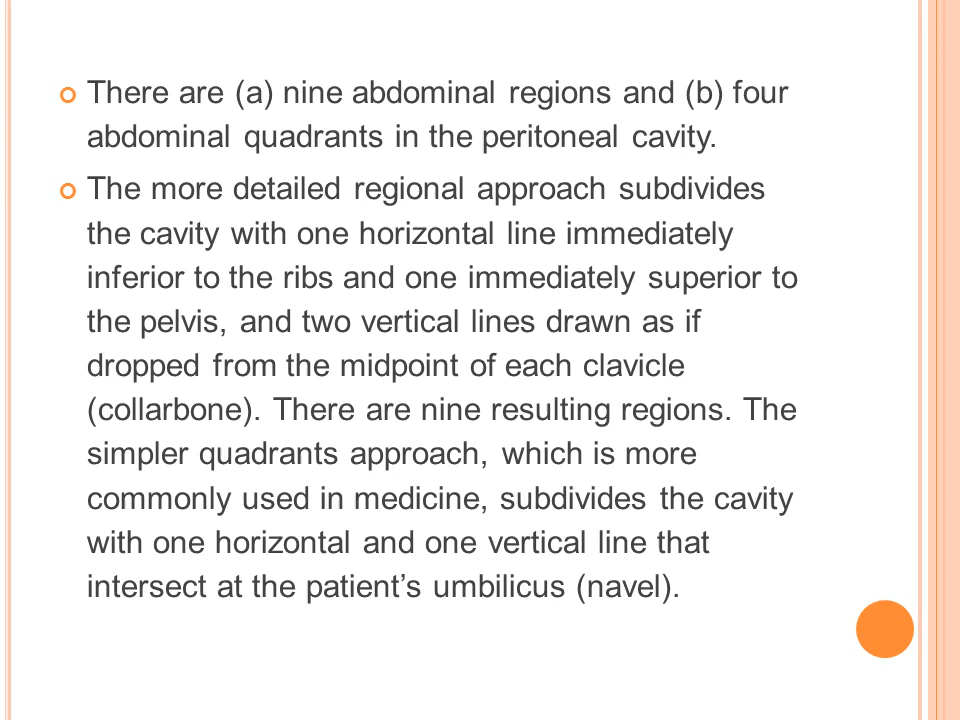 There are (a) nine abdominal regions and (b) four
abdominal quadrants in the peritoneal cavity.
The more detailed regional approach subdivides
the cavity with one horizontal line immediately
inferior to the ribs and one immediately superior to
the pelvis, and two vertical lines drawn as if
dropped from the midpoint of each clavicle
(collarbone). There are nine resulting regions. The
simpler quadrants approach, which is more
commonly used in medicine, subdivides the cavity
with one horizontal and one vertical line that
intersect at the patient’s umbilicus (navel).